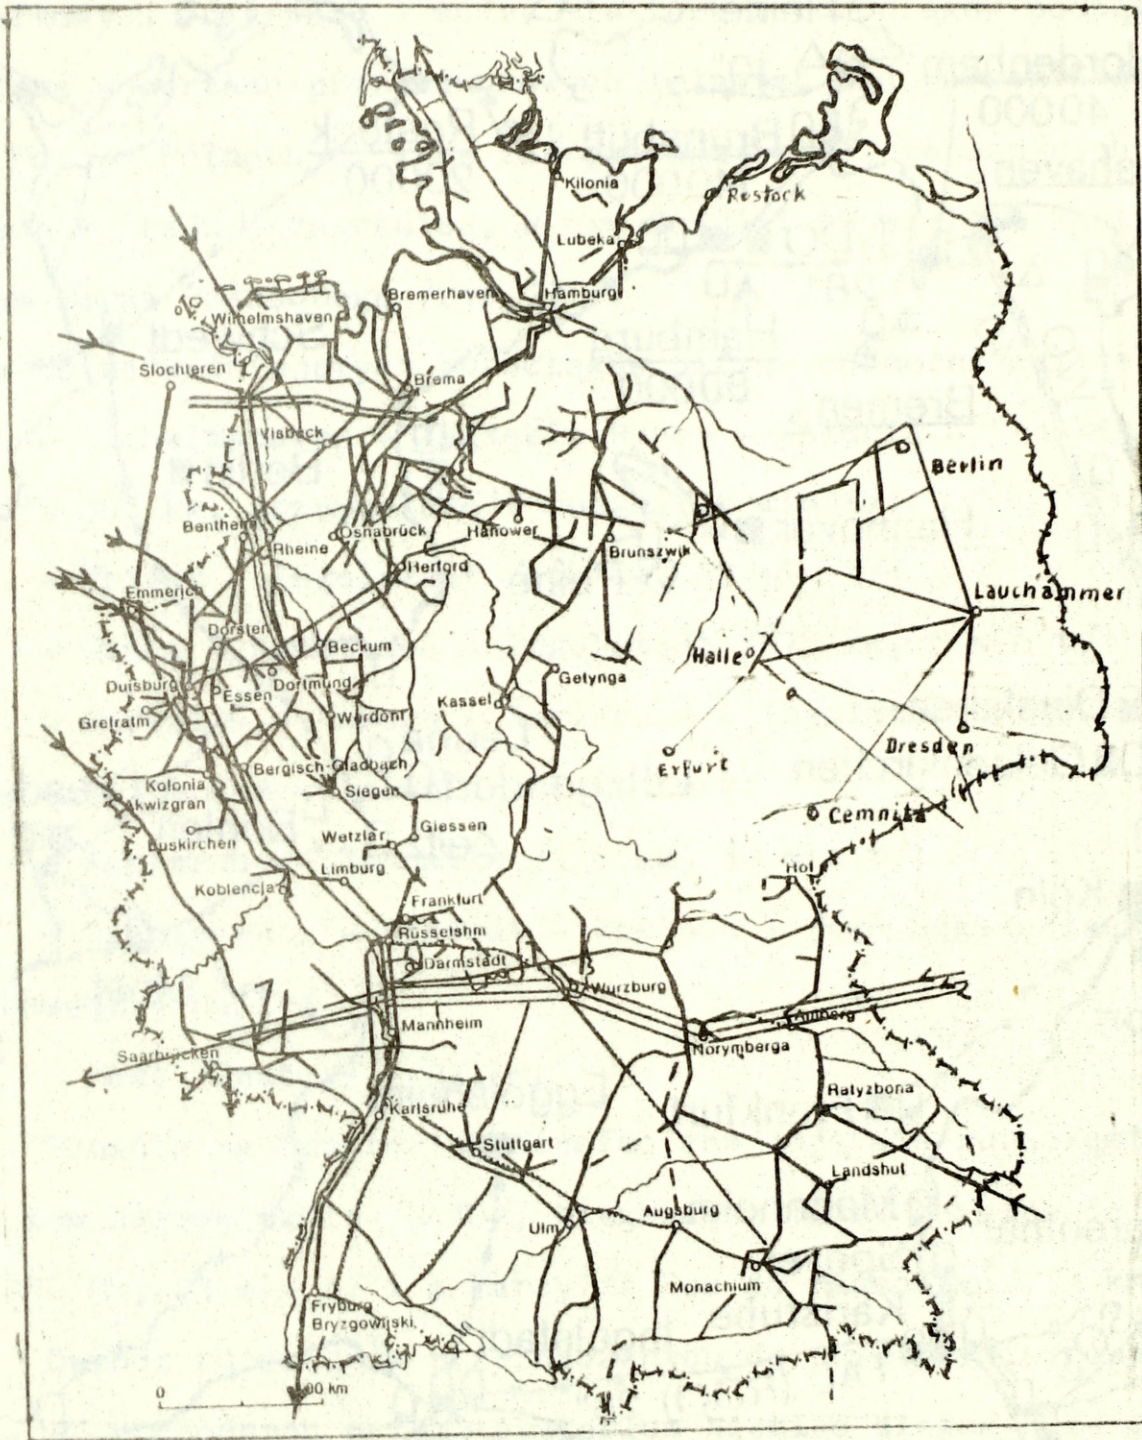 Kilonia
Rostock
Lubeka
Bremerhaven
Hamburg
Wilhelmshaven
Slochteren
Brema
Visbeck
Berlin
Bentheim
Osnabrück
Hanower
Rheine
Brunszwik
Herford
Emmerich
Lauchammer
Dorsten
Beckum
Halle
Duisburg
Essen
Dortmund
Getynga
Kassel
Werdohl
Grefratm
Dresden
Erfurt
Bergisch-Gladbach
Kolonia
Siegen
Akwizgran
Cemnitz
Giessen
Wetzlar
Euskirchen
Limburg
Hof
Koblencja
Frankfurt
Rüsselshm
Darmstadt
Wurzburg
Amberg
Mannheim
Norymberga
Saarbrücken
Ratyzbona
Karlsruhe
Stuttgart
Landshut
Augsburg
Ulm
Monachium
Fryburg
Bryzgowijski
0
00 km